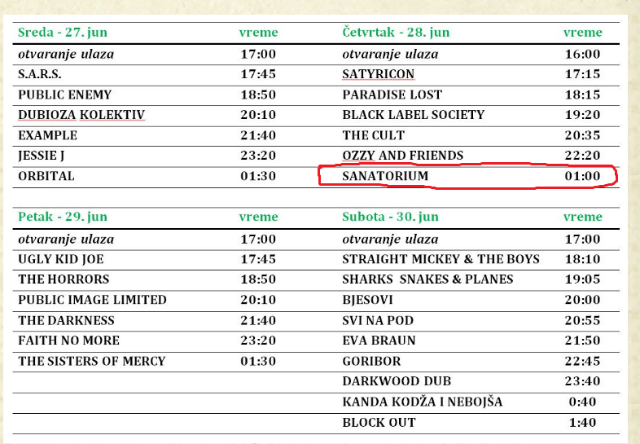 Sreda - 27. jun vreme
otvaranje ulaza 17:00
S.A.R.S. 17:45
PUBLIC ENEMY 18:50
DUBIOZA KOLEKTIV 20:10
EXAMPLE 21:40
JESSIE J 23:20
ORBITAL 01:30
Četvrtak - 28. jun vreme
otvaranje ulaza 16:00
SATYRICON 17:15
PARADISE LOST 18:15
BLACK LABEL SOCIETY 19:20
THE CULT 20:35
OZZY AND FRIENDS 22:20
SANATORIUM 01:00
Petak - 29. jun vreme
otvaranje ulaza 17:00
UGLY KID JOE 17:45
THE HORRORS 18:50
PUBLIC IMAGE LIMITED 20:10
THE DARKNESS 21:40
FAITH NO MORE 23:20
THE SISTERS OF MERCY 01:30
Subota - 30. jun vreme
otvaranje ulaza 17:00
STRAIGHT MICKEY & THE BOYS 18:10
SHARKS SNAKES & PLANES 19:05
BJESOVI 20:00
SVI NA POD 20:55
EVA BRAUN 21:50
GORIBOR 22:45
DARKWOOD DUB 23:40
KANDA KODŽA I NEBOJŠA 0:40
BLOCK OUT 1:40